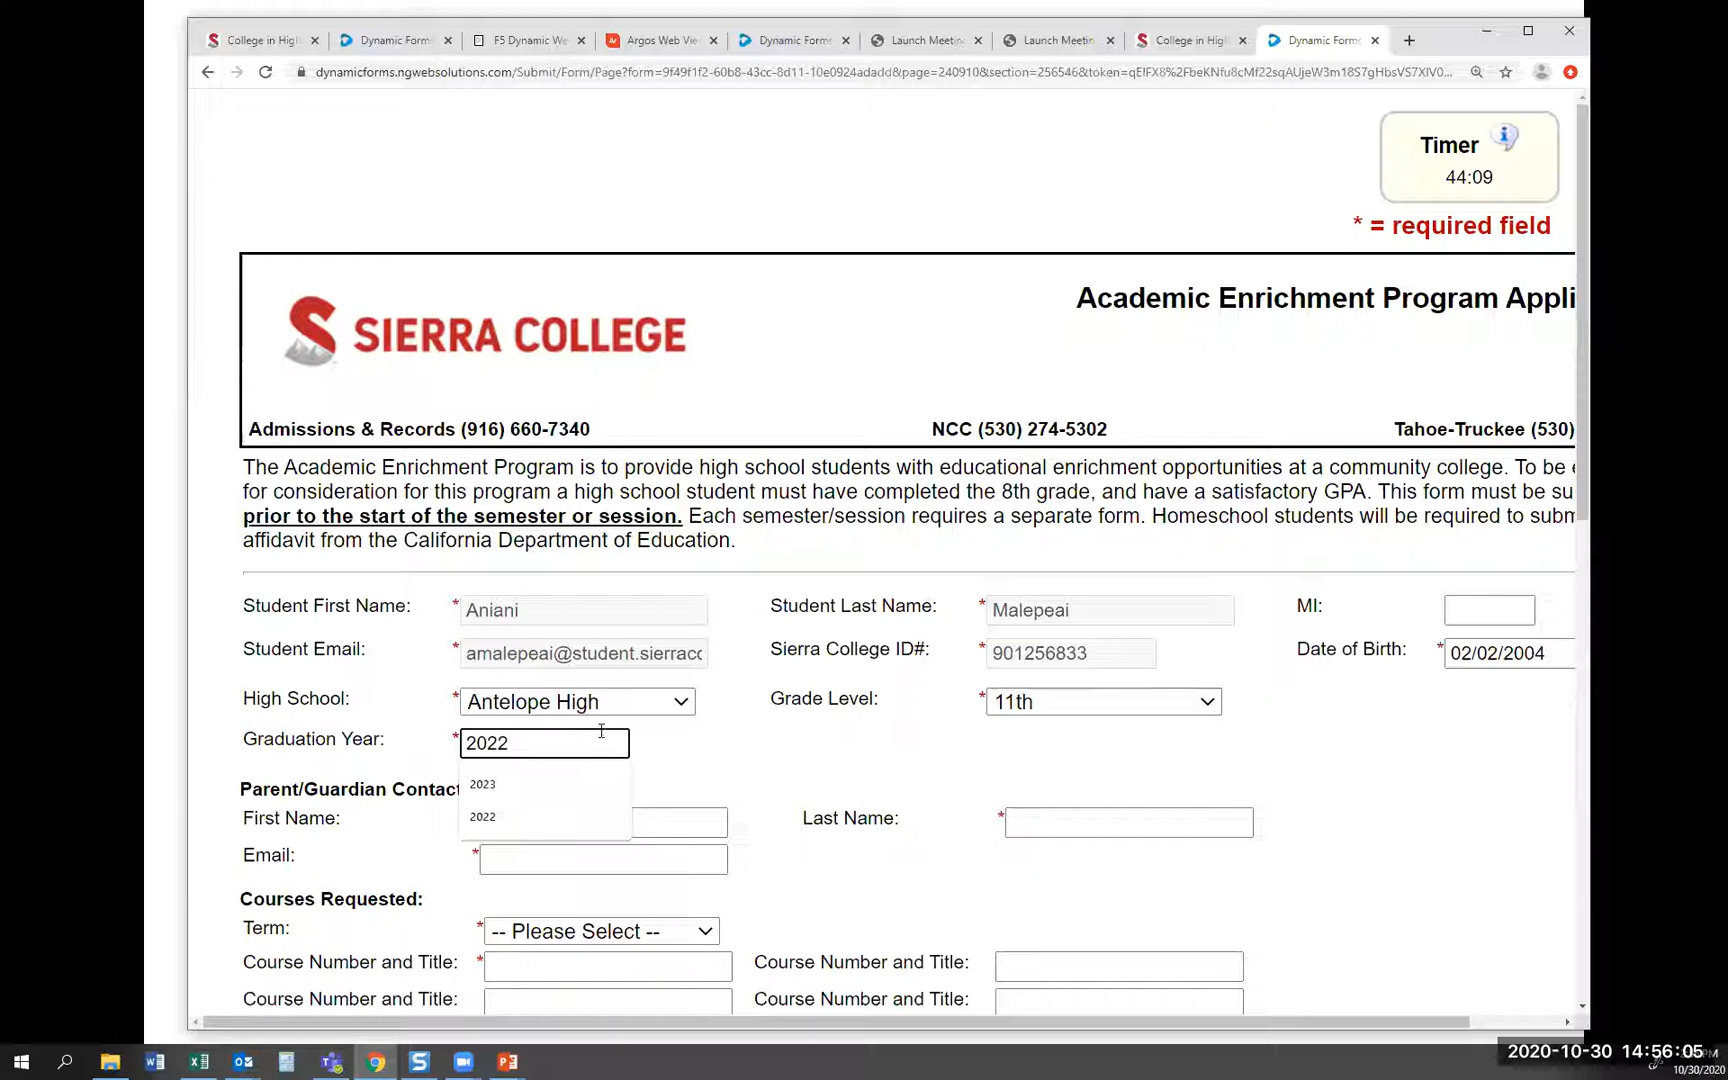 College in Higl
Dynamic Forms
F5 Dynamic We
Argos Web Vie
Dynamic Forms
Launch Meetin
Launch Meetin
College in Higl
Dynamic Forms
dynamicforms.ngwebsolutions.com/Submit/Form/Page?form=9f49f1f2-60b8-43cc-8d11-10e0924adadd&page=240910&section=256546&token=qE!FX8%2FbeKNfu8cMf22sqAUjeW3m18S7gHbsVS7XIV0...
Timer
44:09
* = required field
SIERRA COLLEGE
Academic Enrichment Program Appli
Admissions & Records (916) 660-7340 NCC (530) 274-5302 Tahoe-Truckee (530)
The Academic Enrichment Program is to provide high school students with educational enrichment opportunities at a community college. To be e
for consideration for this program a high school student must have completed the 8th grade, and have a satisfactory GPA. This form must be su
prior to the start of the semester or session. Each semester/session requires a separate form. Homeschool students will be required to subm
affidavit from the California Department of Education.
Student First Name: * Aniani Student Last Name: * Malepeai MI:
Student Email: * amalepeai@student.sierracc Sierra College ID#: * 901256833 Date of Birth: * 02/02/2004
High School: * Antelope High Grade Level: * 11th
Graduation Year: * 2022
2023
Parent/Guardian Contact
2022
First Name: Last Name: *
Email: *
Courses Requested:
Term: * -- Please Select --
Course Number and Title: * Course Number and Title:
Course Number and Title: Course Number and Title:
2020-10-30 14:56:05
10/30/2020